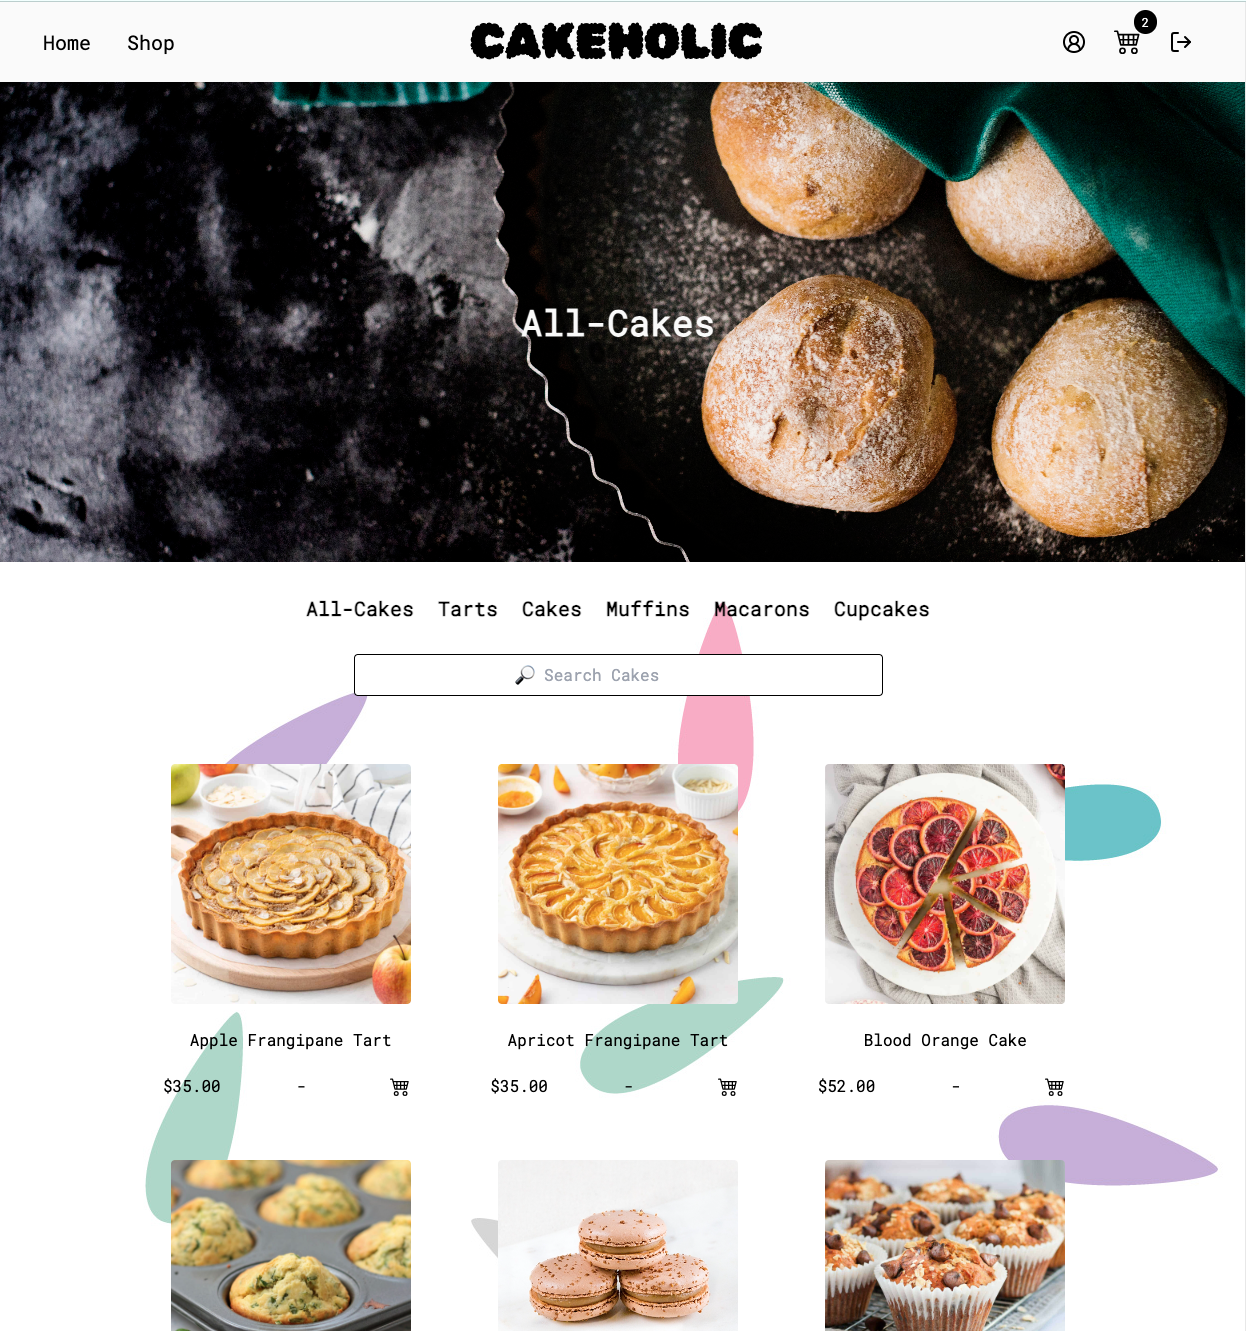 Home Shop CAKEHOLIC 2
All-Cakes
All-Cakes Tarts Cakes Muffins Macarons Cupcakes
🔎 Search Cakes
Apple Frangipane Tart Apricot Frangipane Tart Blood Orange Cake
$35.00 - $35.00 - $52.00 -